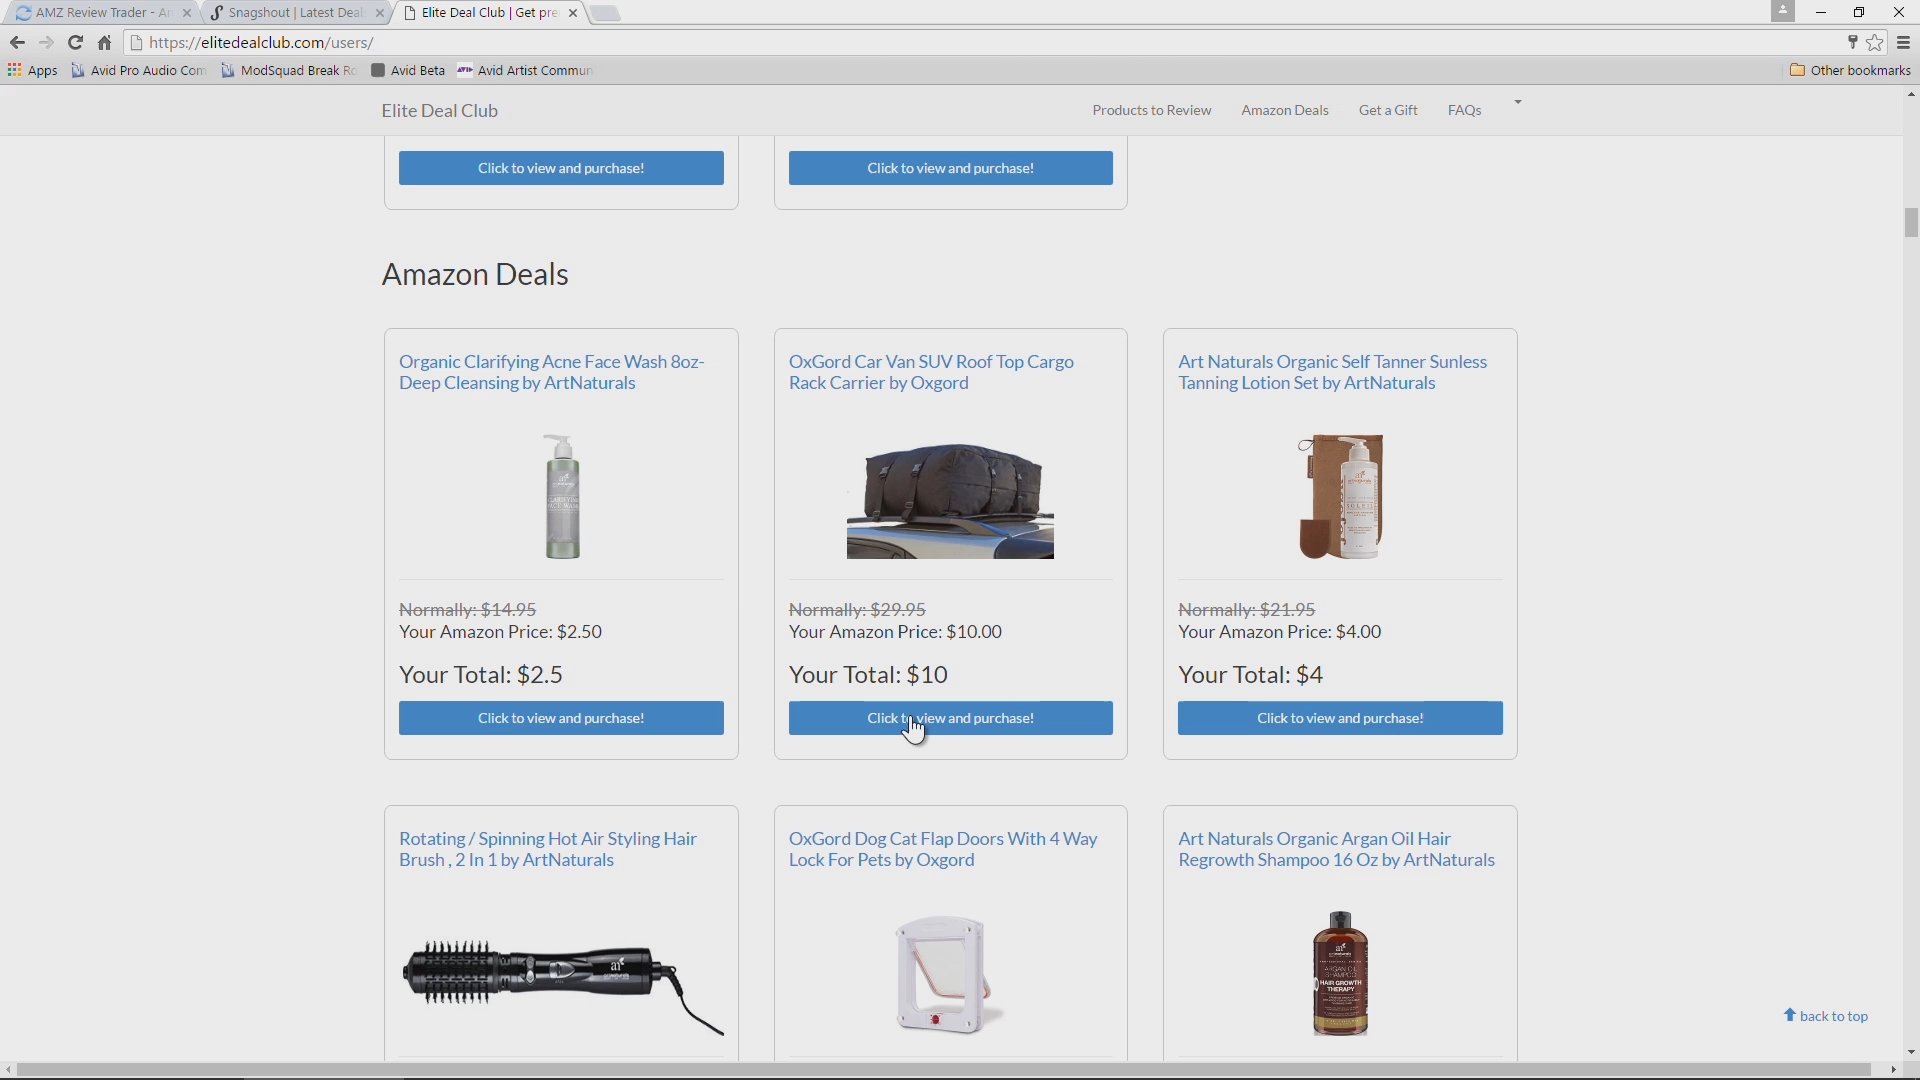 AMZ Review Trader - An
Snagshout | Latest Deal
Elite Deal Club | Get pre
https://elitedealclub.com/users/
Apps
Avid Pro Audio Com
ModSquad Break Ro
Avid Beta
Avid Artist Commun
Other bookmarks
Elite Deal Club
Products to Review
Amazon Deals
Get a Gift
FAQs
Click to view and purchase!
Click to view and purchase!
Amazon Deals
Organic Clarifying Acne Face Wash 8oz-
Deep Cleansing by ArtNaturals
Normally: $14.95
Your Amazon Price: $2.50
Your Total: $2.5
Click to view and purchase!
OxGord Car Van SUV Roof Top Cargo
Rack Carrier by Oxgord
Normally: $29.95
Your Amazon Price: $10.00
Your Total: $10
Click to view and purchase!
Art Naturals Organic Self Tanner Sunless
Tanning Lotion Set by ArtNaturals
Normally: $21.95
Your Amazon Price: $4.00
Your Total: $4
Click to view and purchase!
Rotating / Spinning Hot Air Styling Hair
Brush , 2 In 1 by ArtNaturals
OxGord Dog Cat Flap Doors With 4 Way
Lock For Pets by Oxgord
Art Naturals Organic Argan Oil Hair
Regrowth Shampoo 16 Oz by ArtNaturals
ARGAN OIL
SHAMPOO
HAIR GROWTH
THERAPY
back to top